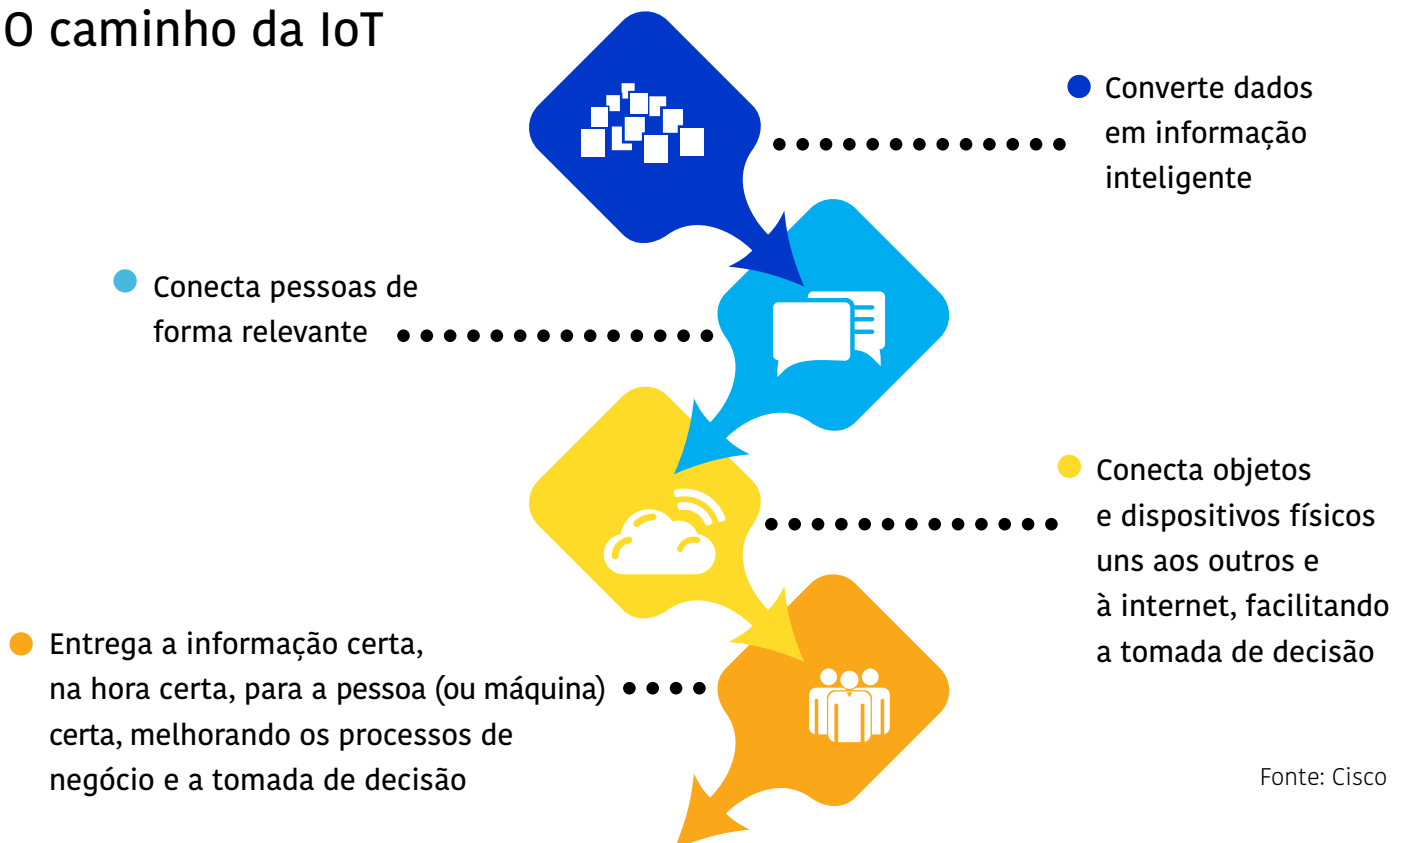 O caminho da IoT
Converte dados
em informação
inteligente
Conecta pessoas de
forma relevante
Conecta objetos
e dispositivos físicos
uns aos outros e
à internet, facilitando
a tomada de decisão
Entrega a informação certa,
na hora certa, para a pessoa (ou máquina)
certa, melhorando os processos de
negócio e a tomada de decisão
Fonte: Cisco